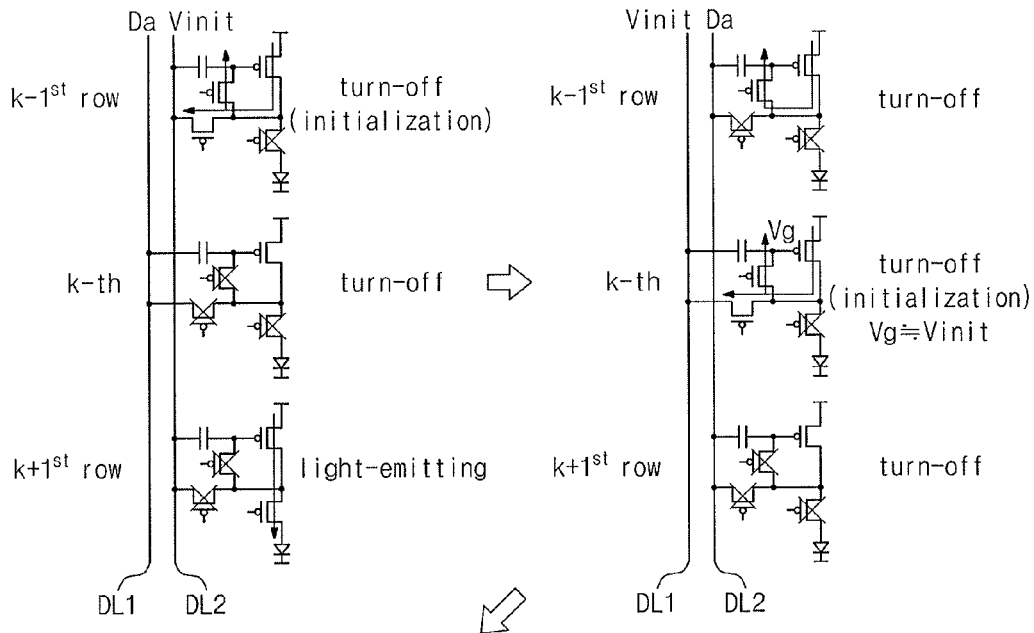 Da Vinit
k-1st row
turn-off
(initialization)
k-th
turn-off
k+1st row
light-emitting
DL1
DL2
Vinit Da
k-1st row
turn-off
Vg
k-th
turn-off
(initialization)
Vg≒Vinit
k+1st row
turn-off
DL1
DL2